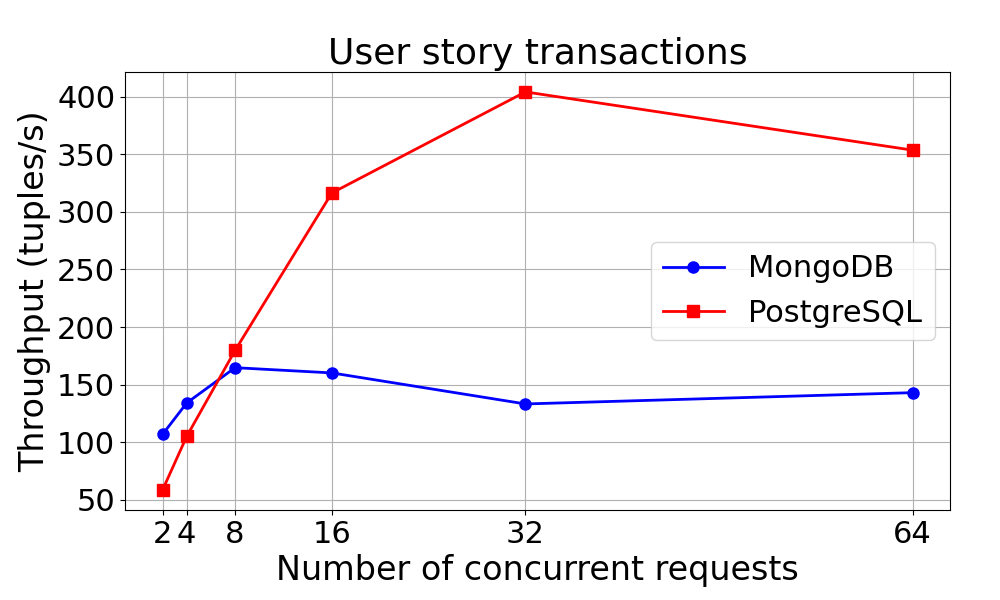 User story transactions
Throughput (tuples/s)
400
350
300
250
200
150
100
50
MongoDB
PostgreSQL
2 4 8 16 32 64
Number of concurrent requests